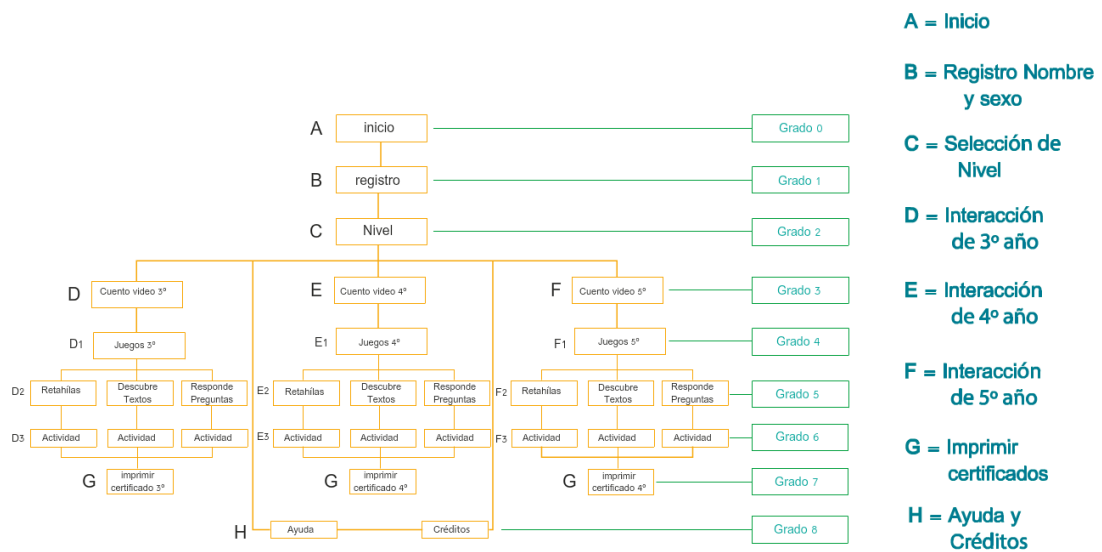 A
inicio
Grado 0
B
registro
Grado 1
C
Nivel
Grado 2
D
Cuento video 3º
E
Cuento video 4º
F
Cuento video 5º
Grado 3
D1
Juegos 3º
E1
Juegos 4º
F1
Juegos 5º
Grado 4
D2
Retahílas
Descubre
Textos
Responde
Preguntas
E2
Retahílas
Descubre
Textos
Responde
Preguntas
F2
Retahílas
Descubre
Textos
Responde
Preguntas
Grado 5
D3
Actividad
Actividad
Actividad
E3
Actividad
Actividad
Actividad
F3
Actividad
Actividad
Actividad
Grado 6
G
imprimir
certificado 3º
G
imprimir
certificado 4º
G
imprimir
certificado 4º
Grado 7
H
Ayuda
Créditos
Grado 8
A = Inicio
B = Registro Nombre
y sexo
C = Selección de
Nivel
D = Interacción
de 3º año
E = Interacción
de 4º año
F = Interacción
de 5º año
G = Imprimir
certificados
H = Ayuda y
Créditos